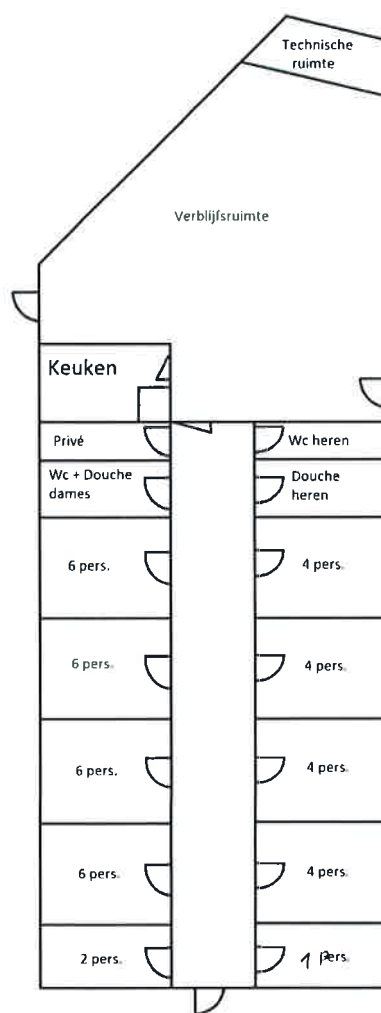 Technische
ruimte
Verblijfsruimte
Keuken
Privé
Wc heren
Wc + Douche
dames
Douche
heren
6 pers.
4 pers.
6 pers.
4 pers.
6 pers.
4 pers.
6 pers.
4 pers.
2 pers.
1 pers.